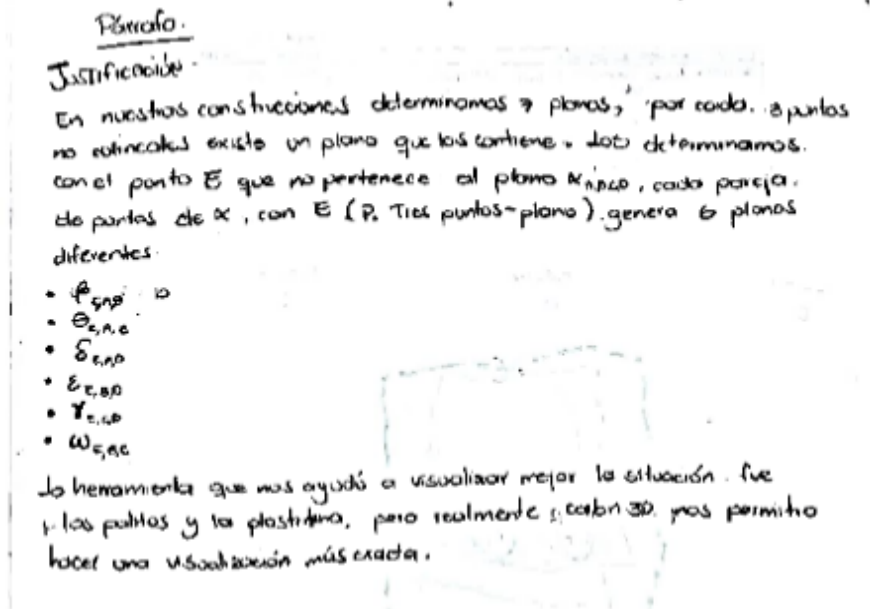 Párrafo.
Justificación.
En nuestras construcciones determinamos 7 planos, por cada 3 puntos
no colineales existe un plano que los contiene. Los determinamos.
con el punto E que no pertenece al plano α A,B,C,D, cada pareja.
de puntos de α, con E (P. Tres puntos-plano). genera 6 planos
diferentes.
• φ E,A,B
• θ E,A,C
• δ E,A,D
• ε E,B,D
• γ E,C,D
• ω E,B,C
La herramienta que nos ayudó a visualizar mejor la situación. fue
los palitos y la plastilina, pero realmente 3D. nos permitio
hacer una visualización más exacta.